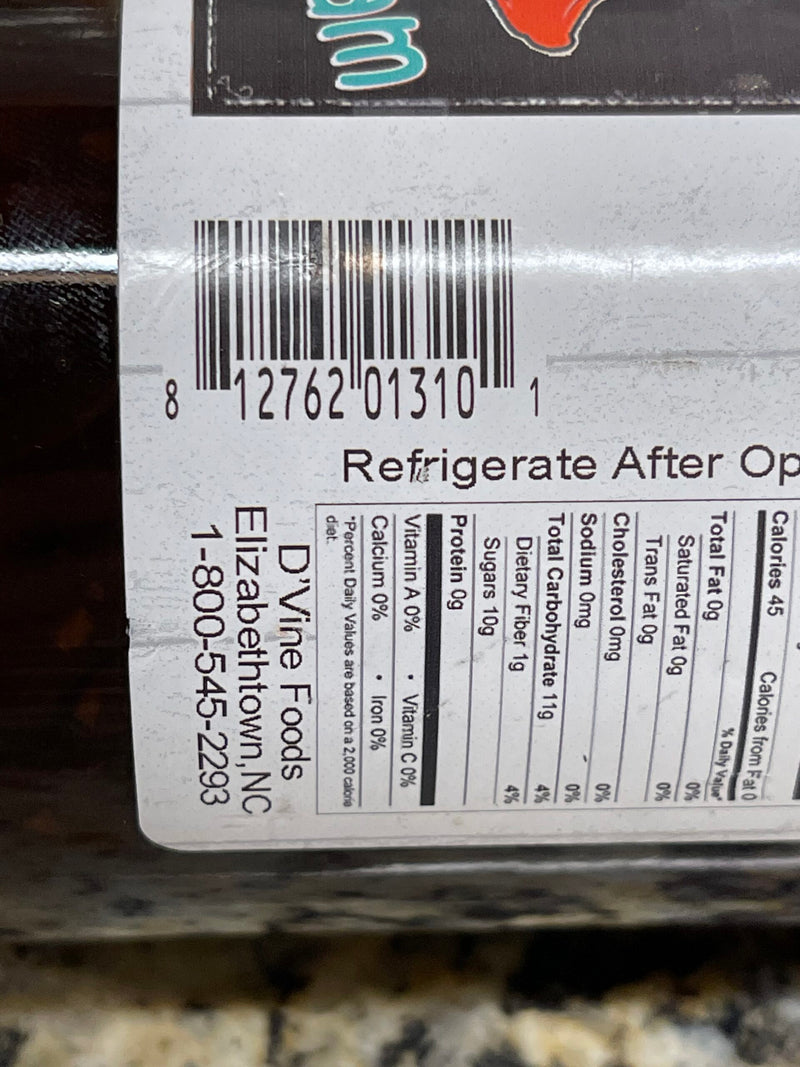 am
8 12762 01310 1
Refrigerate After Op
Calories 45 Calories from Fat 0
% Daily Value*
Total Fat 0g 0%
Saturated Fat 0g 0%
Trans Fat 0g
Cholesterol 0mg 0%
Sodium 0mg 0%
Total Carbohydrate 11g 4%
Dietary Fiber 1g 4%
Sugars 10g
Protein 0g
Vitamin A 0% • Vitamin C 0%
Calcium 0% • Iron 0%
*Percent Daily Values are based on a 2,000 calorie
diet.
D'Vine Foods
Elizabethtown, NC
1-800-545-2293